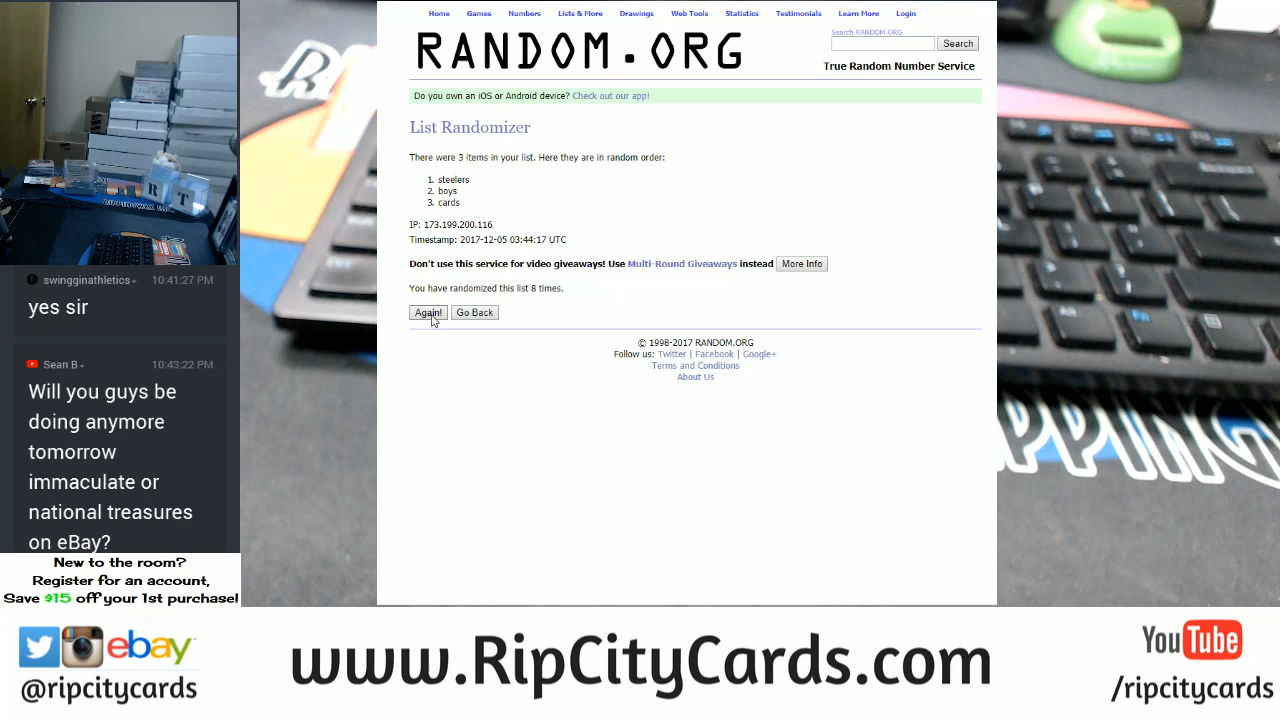 Home Games Numbers Lists & More Drawings Web Tools Statistics Testimonials Learn More Login
RANDOM.ORG
Search RANDOM.ORG
Search
True Random Number Service
Do you own an iOS or Android device? Check out our app!
List Randomizer
There were 3 items in your list. Here they are in random order:
1. steelers
2. boys
3. cards
IP: 173.199.200.116
Timestamp: 2017-12-05 03:44:17 UTC
Don't use this service for video giveaways! Use Multi-Round Giveaways instead More Info
You have randomized this list 8 times.
Again! Go Back
© 1998-2017 RANDOM.ORG
Follow us: Twitter | Facebook | Google+
Terms and Conditions
About Us
R T
swingginathletics 10:41:27 PM
yes sir
Sean B 10:43:22 PM
Will you guys be
doing anymore
tomorrow
immaculate or
national treasures
on eBay?
New to the room?
Register for an account,
Save $15 off your 1st purchase!
ebay
@ripcitycards
www.RipCityCards.com
YouTube
/ripcitycards